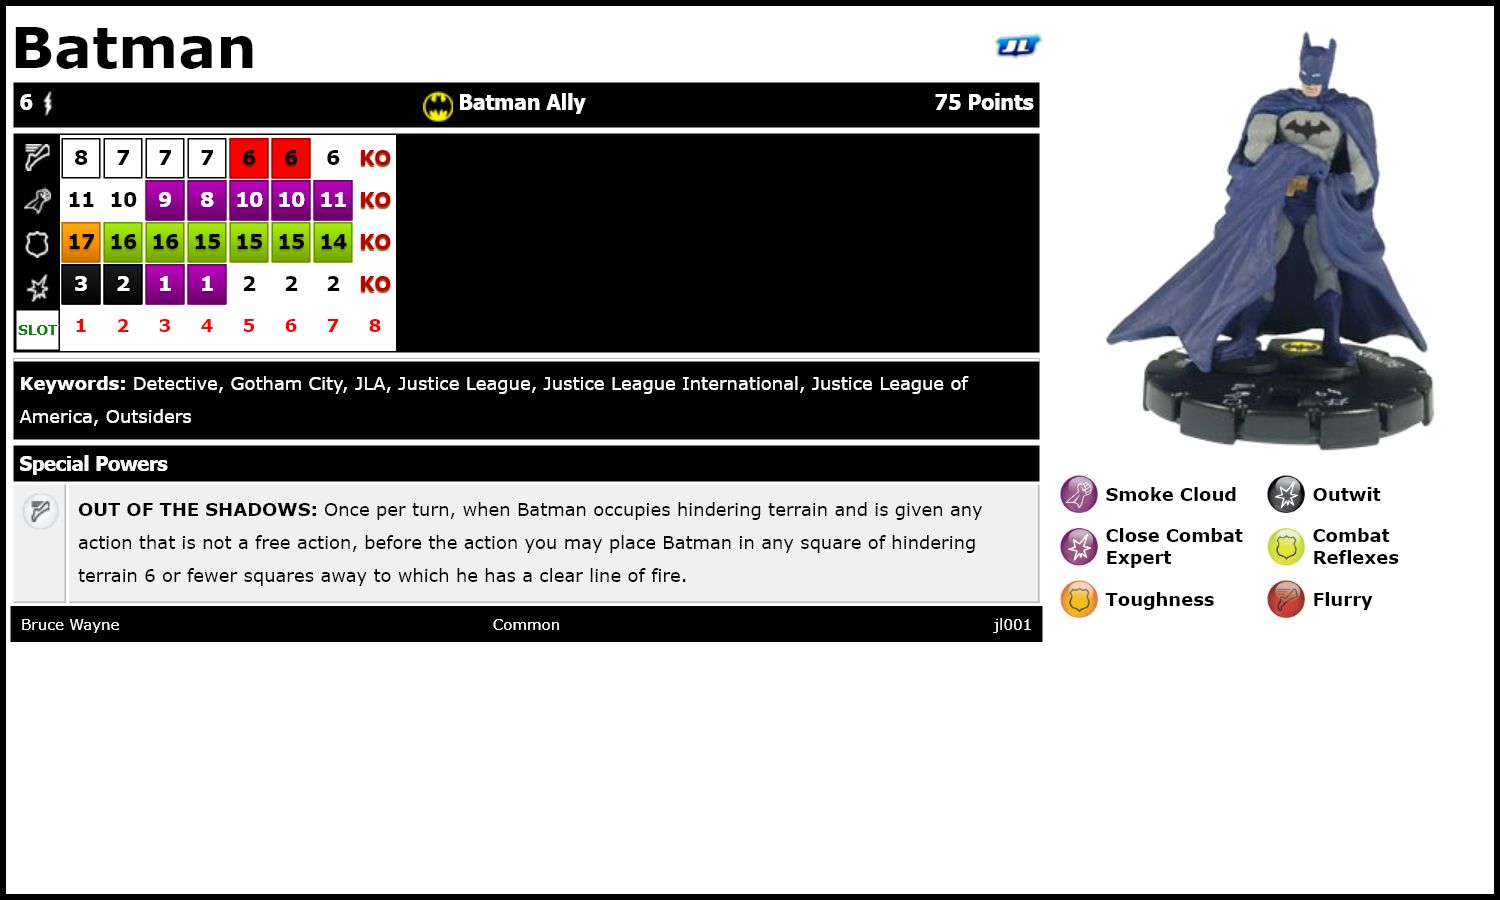 Batman
JL
6 Batman Ally 75 Points
8 7 7 7 6 6 6 KO
11 10 9 8 10 10 11 KO
17 16 16 15 15 15 14 KO
3 2 1 1 2 2 2 KO
SLOT 1 2 3 4 5 6 7 8
Keywords: Detective, Gotham City, JLA, Justice League, Justice League International, Justice League of
America, Outsiders
Special Powers
OUT OF THE SHADOWS: Once per turn, when Batman occupies hindering terrain and is given any
action that is not a free action, before the action you may place Batman in any square of hindering
terrain 6 or fewer squares away to which he has a clear line of fire.
Bruce Wayne Common jl001
Smoke Cloud Outwit
Close Combat
Expert
Combat
Reflexes
Toughness Flurry